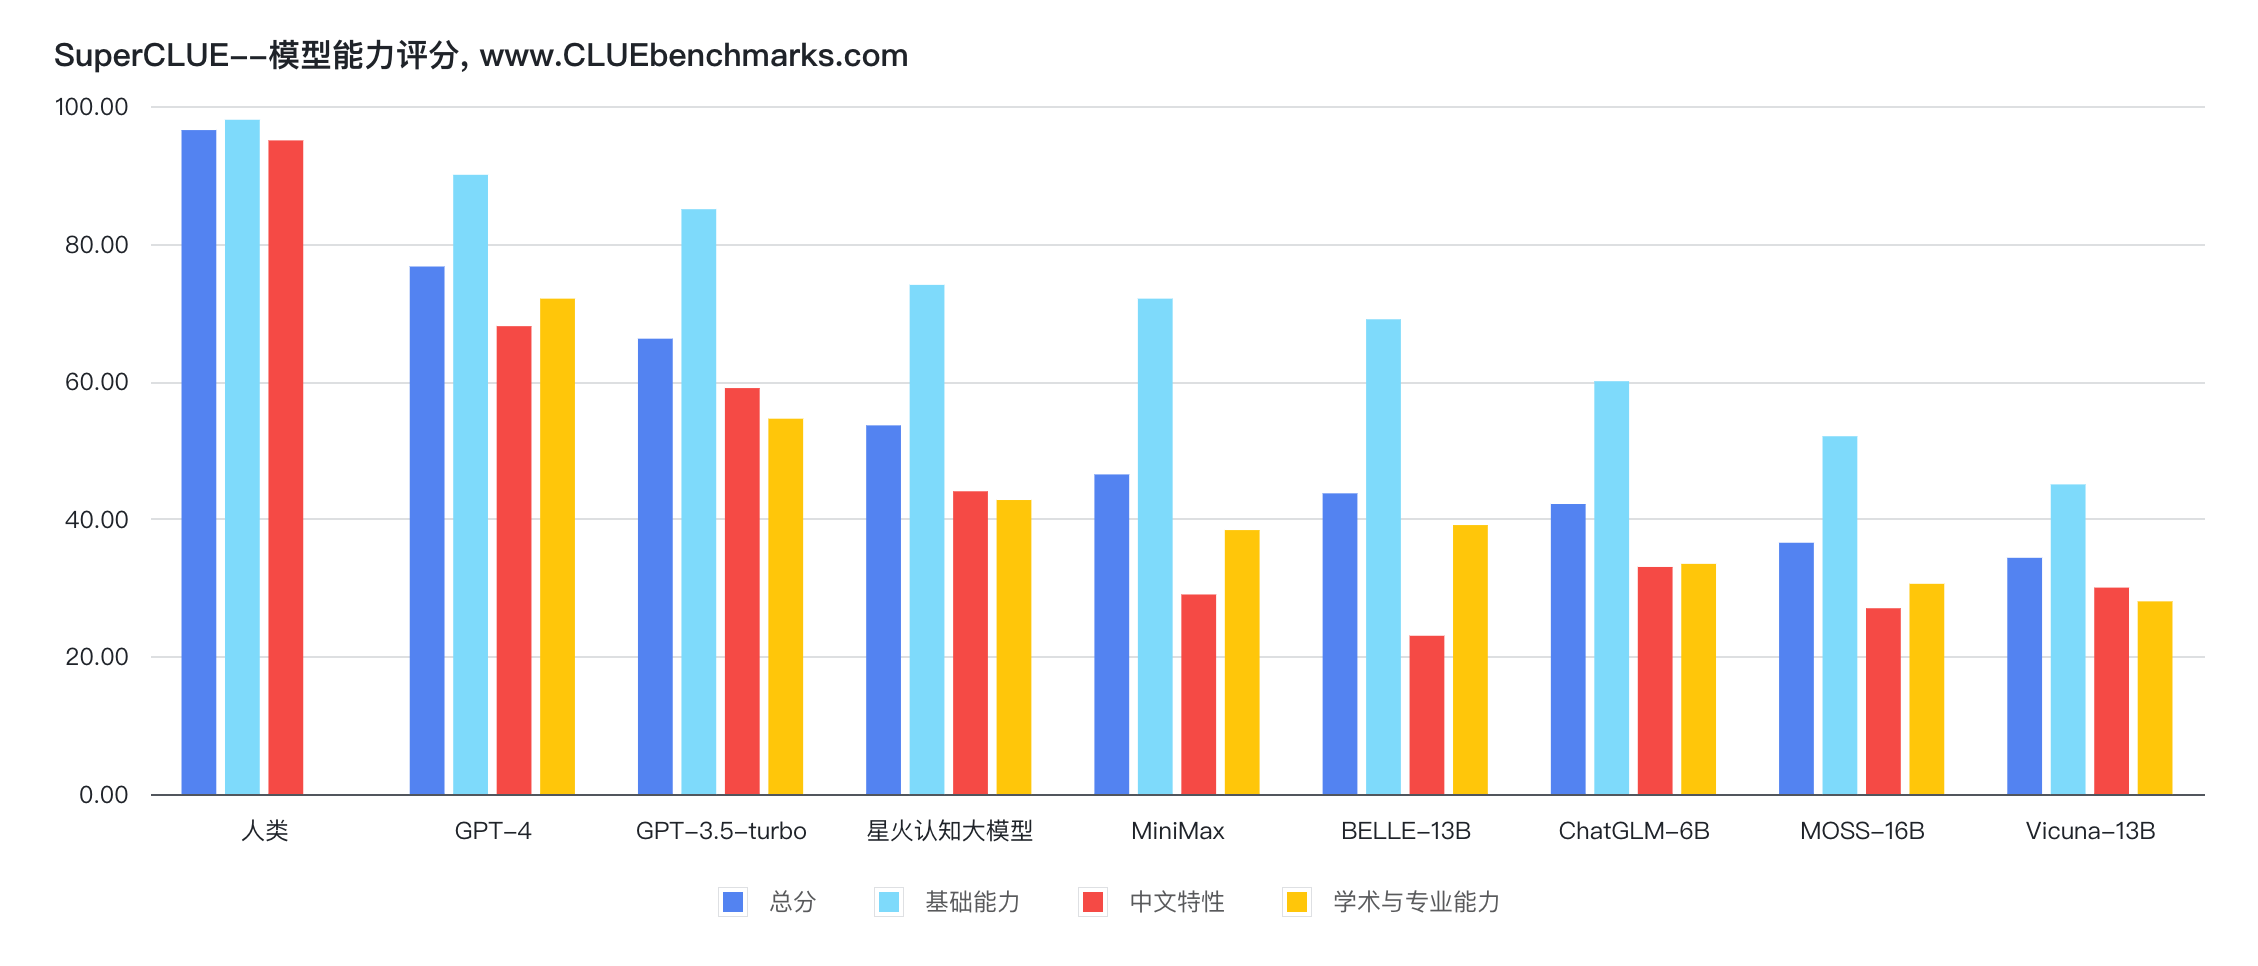 SuperCLUE--模型能力评分, www.CLUEbenchmarks.com
100.00
80.00
60.00
40.00
20.00
0.00
人类 GPT-4 GPT-3.5-turbo 星火认知大模型 MiniMax BELLE-13B ChatGLM-6B MOSS-16B Vicuna-13B
总分 基础能力 中文特性 学术与专业能力